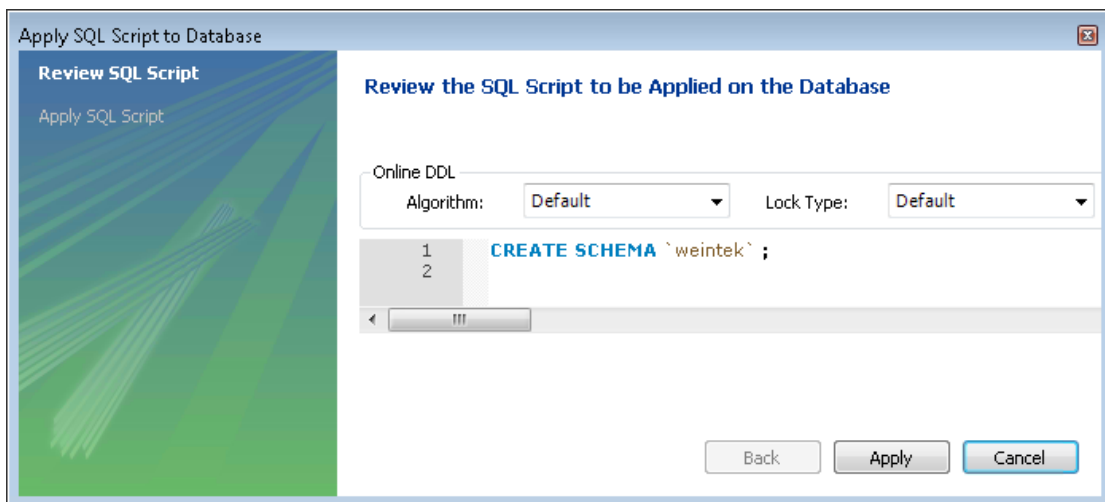 Apply SQL Script to Database
Review SQL Script
Apply SQL Script
Review the SQL Script to be Applied on the Database
Online DDL
Algorithm: Default Lock Type: Default
1 CREATE SCHEMA `weintek` ;
2
Back Apply Cancel